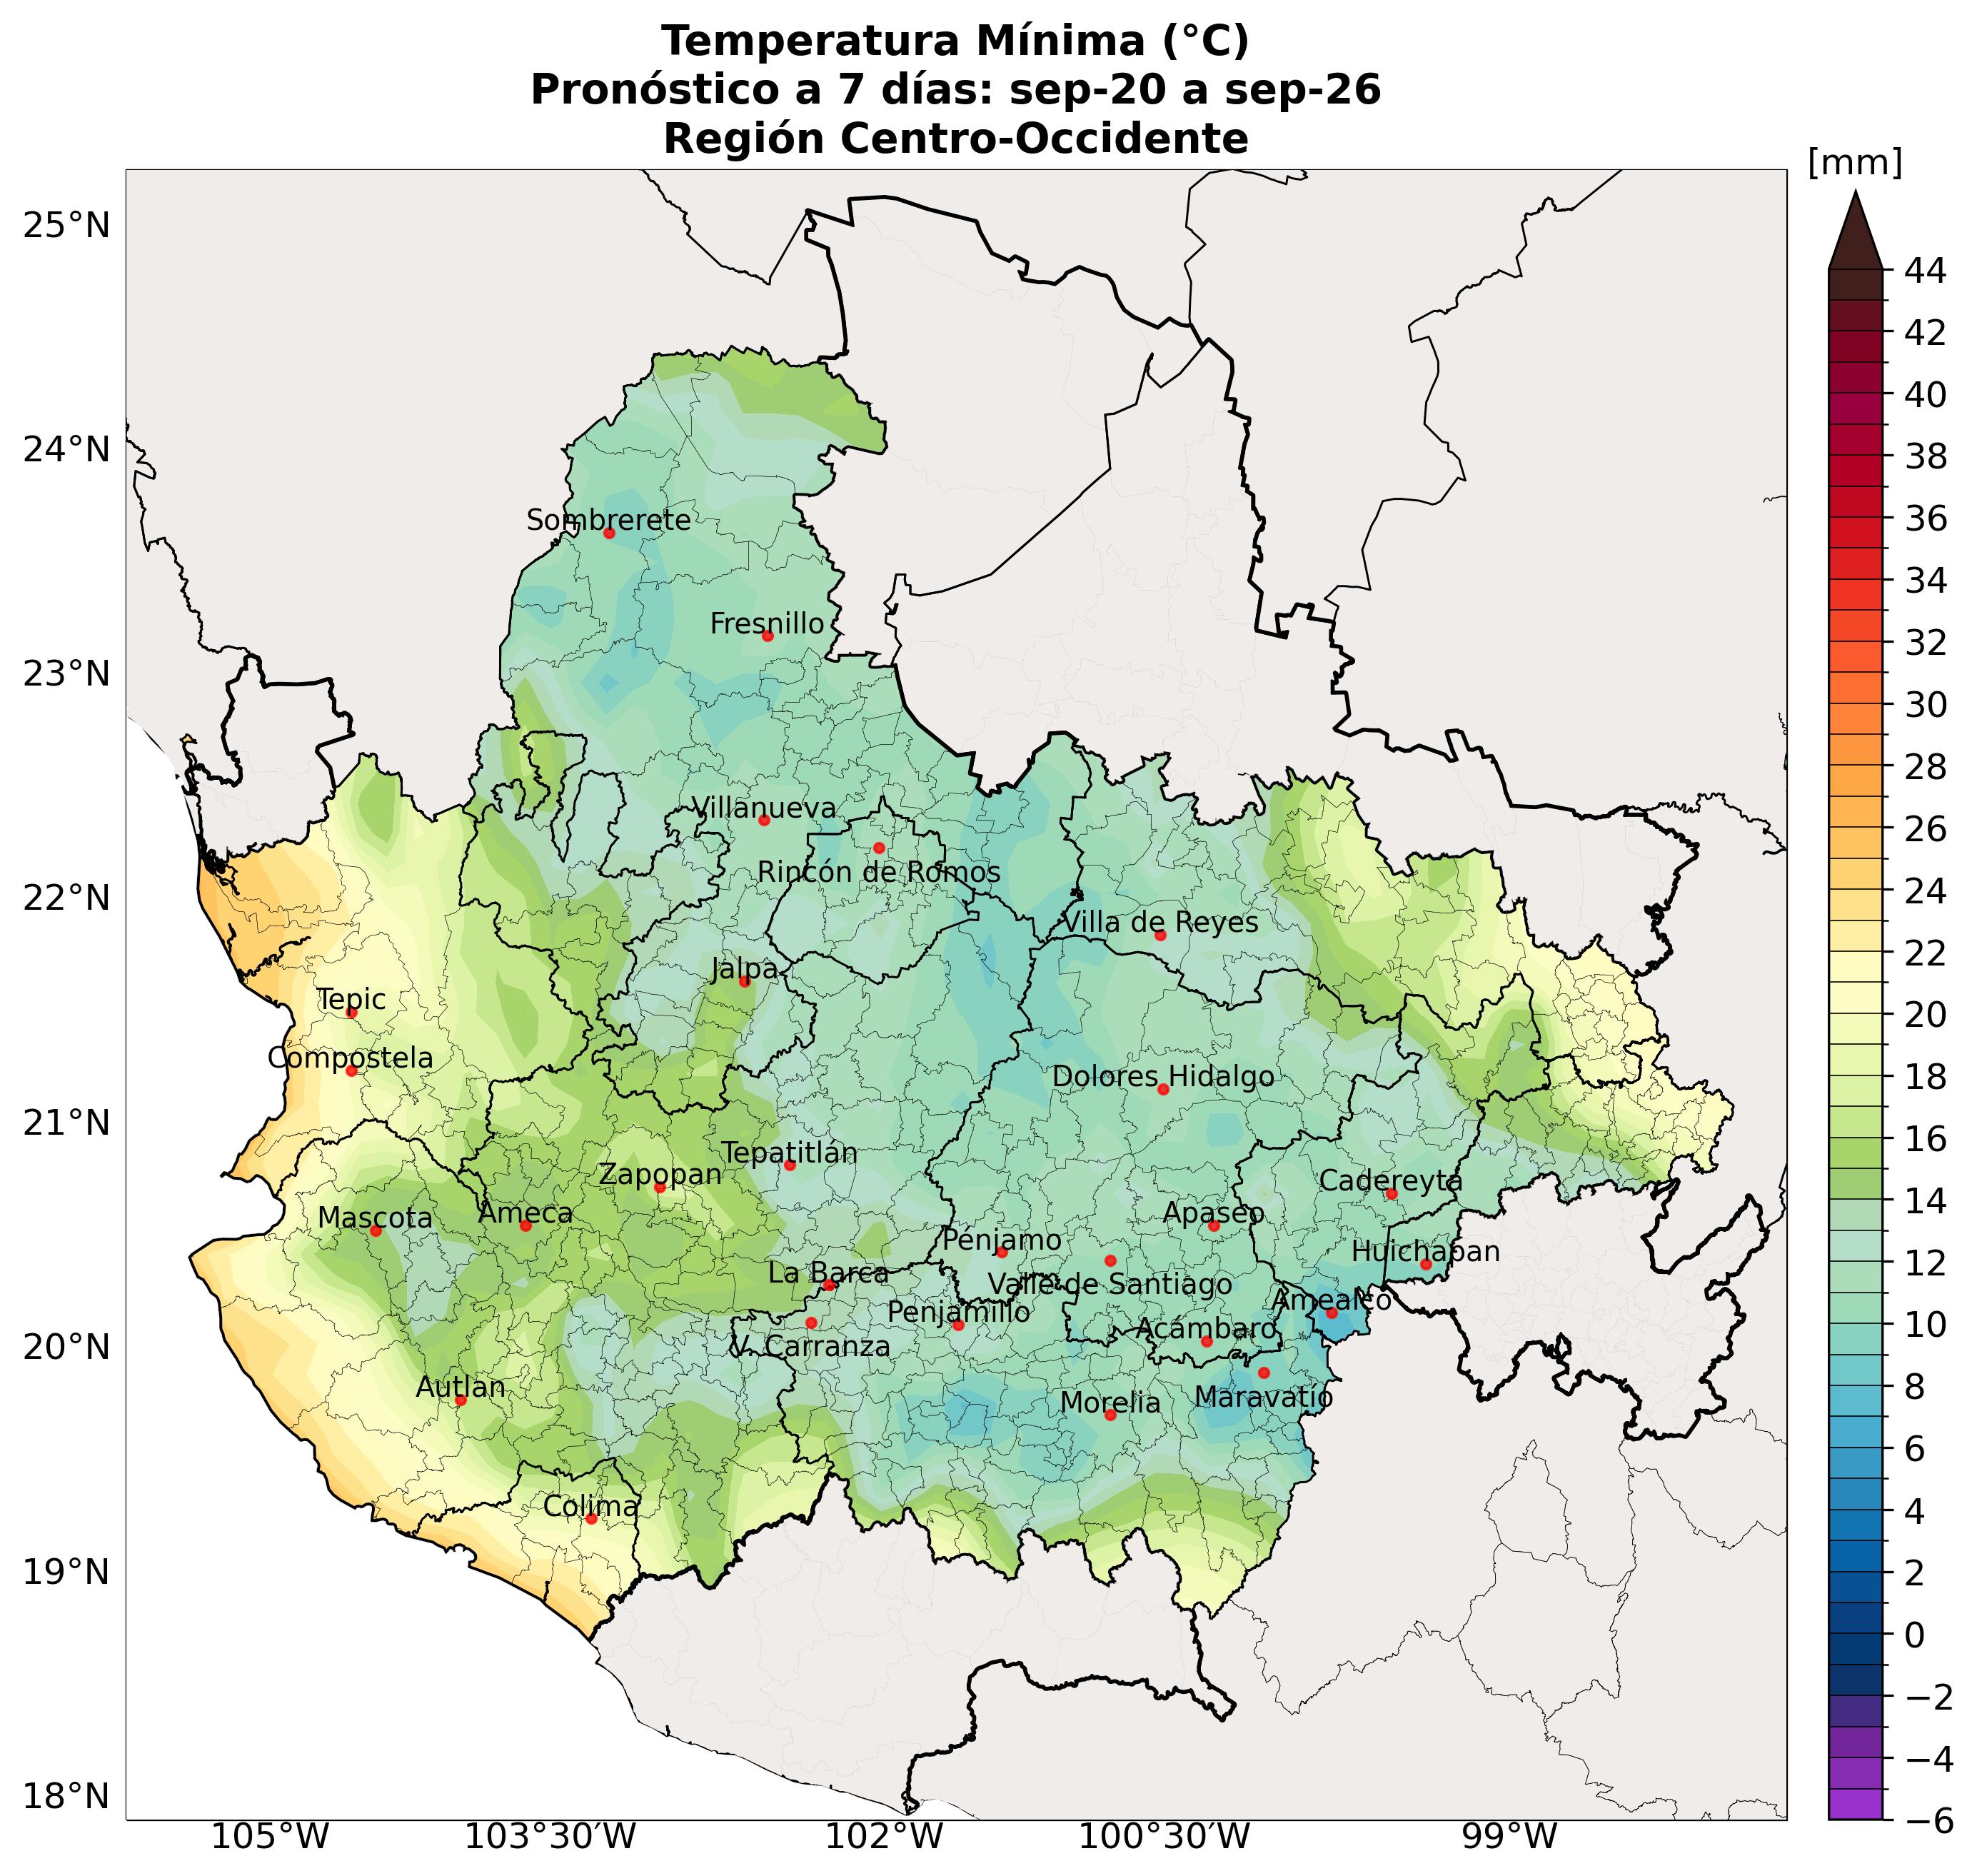 Temperatura Mínima (°C)
Pronóstico a 7 días: sep-20 a sep-26
Región Centro-Occidente
[mm]
25°N
24°N
23°N
22°N
21°N
20°N
19°N
18°N
44
42
40
38
36
34
32
30
28
26
24
22
20
18
16
14
12
10
8
6
4
2
0
−2
−4
−6
Sombrerete
Fresnillo
Villanueva
Rincón de Romos
Villa de Reyes
Jalpa
Tepic
Compostela
Dolores Hidalgo
Tepatitlán
Zapopan
Cadereyta
Mascota
Ameca
Apaseo
Pénjamo
Huichapan
La Barca
Valle de Santiago
Amealco
Penjamillo
Acámbaro
V. Carranza
Autlan
Morelia
Maravatío
Colima
105°W
103°30′W
102°W
100°30′W
99°W